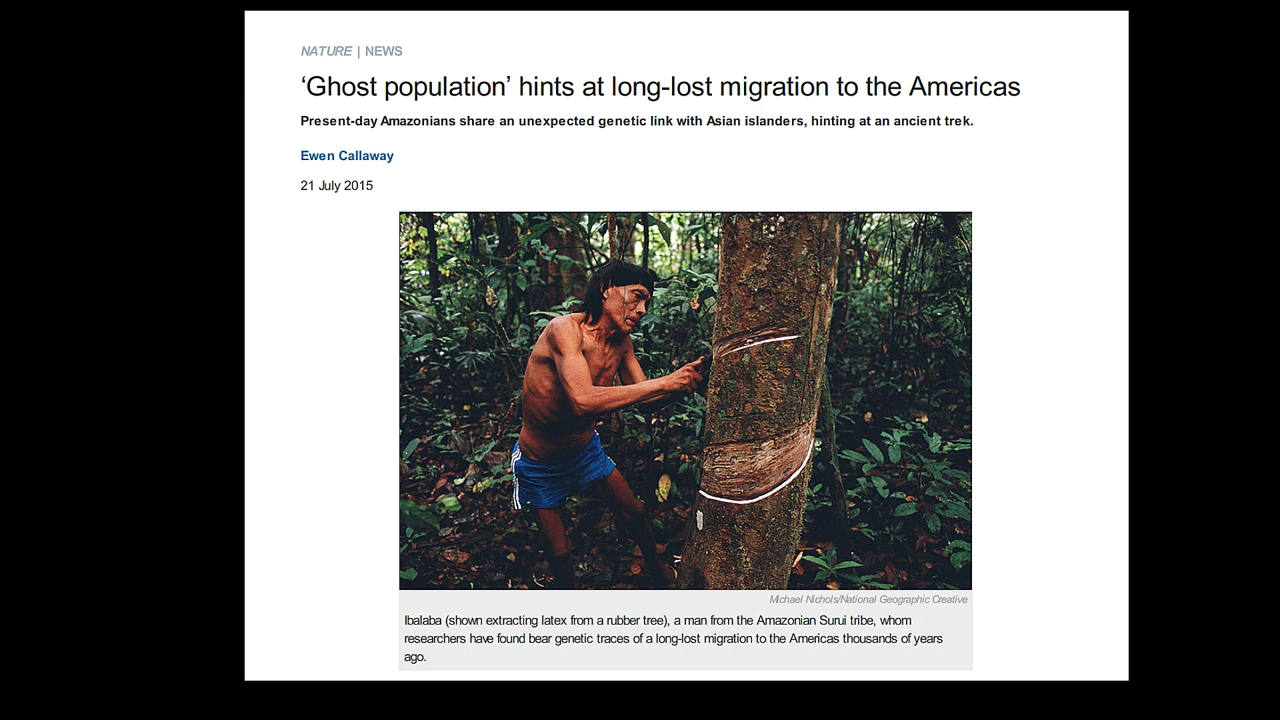 NATURE | NEWS
‘Ghost population’ hints at long-lost migration to the Americas
Present-day Amazonians share an unexpected genetic link with Asian islanders, hinting at an ancient trek.
Ewen Callaway
21 July 2015
Michael Nichols/National Geographic Creative
Ibalaba (shown extracting latex from a rubber tree), a man from the Amazonian Surui tribe, whom
researchers have found bear genetic traces of a long-lost migration to the Americas thousands of years
ago.